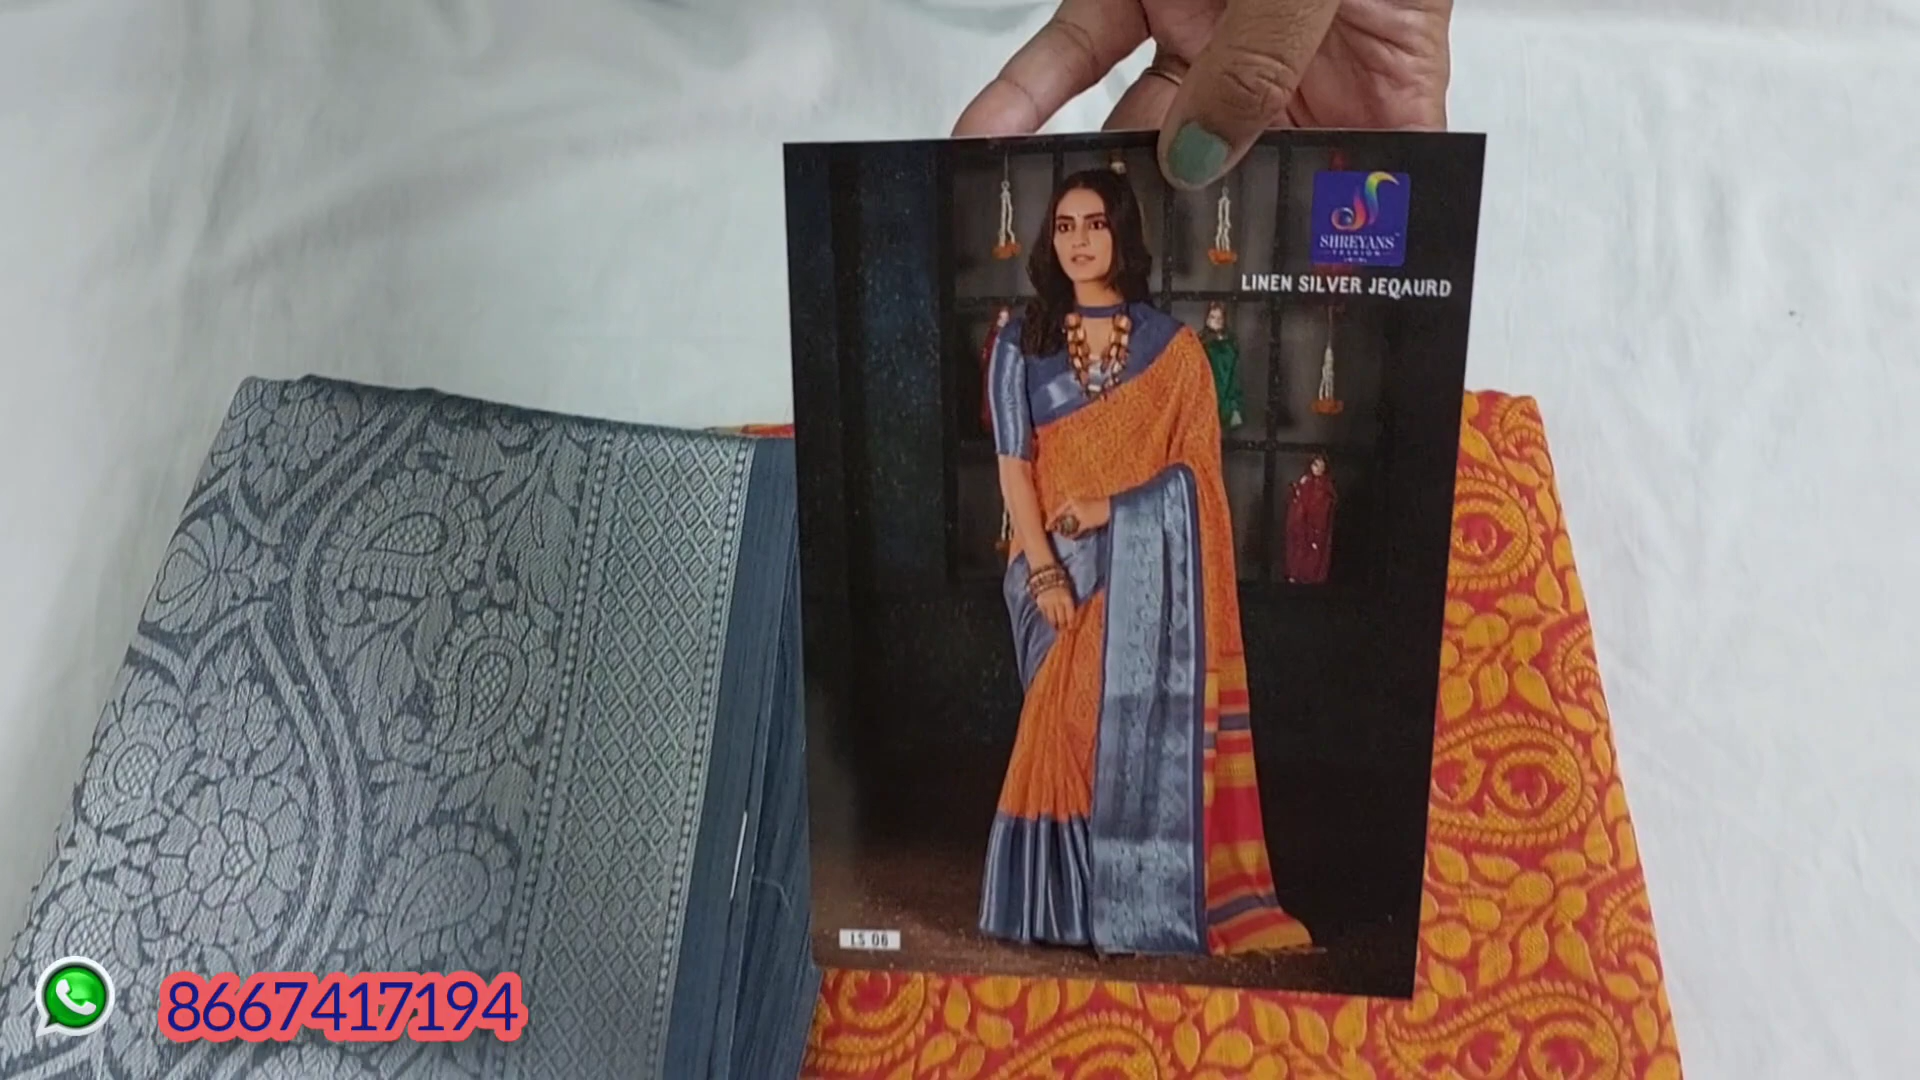 SHREYANS
FASHION
LINEN SILVER JEQAURD
LS 06
8667417194